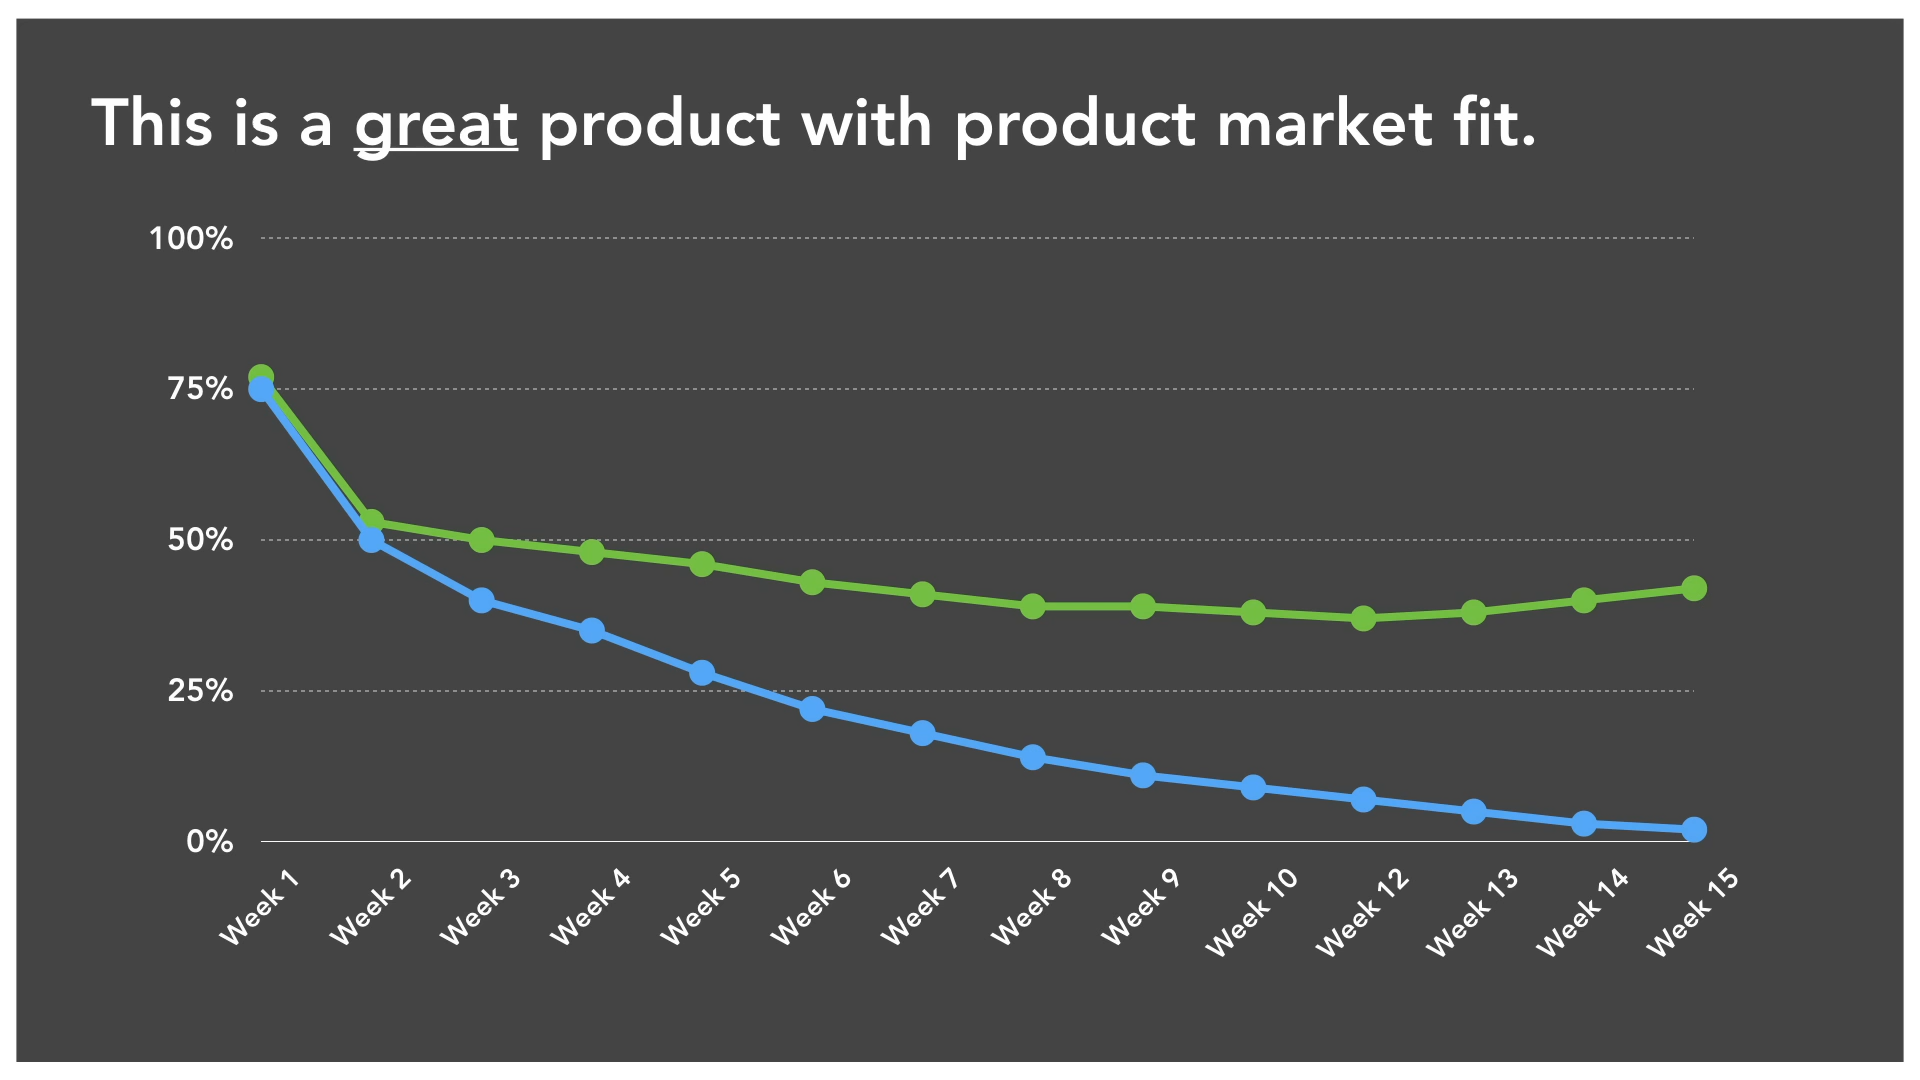 This is a great product with product market fit.
100%
75%
50%
25%
0%
Week 1
Week 2
Week 3
Week 4
Week 5
Week 6
Week 7
Week 8
Week 9
Week 10
Week 12
Week 13
Week 14
Week 15